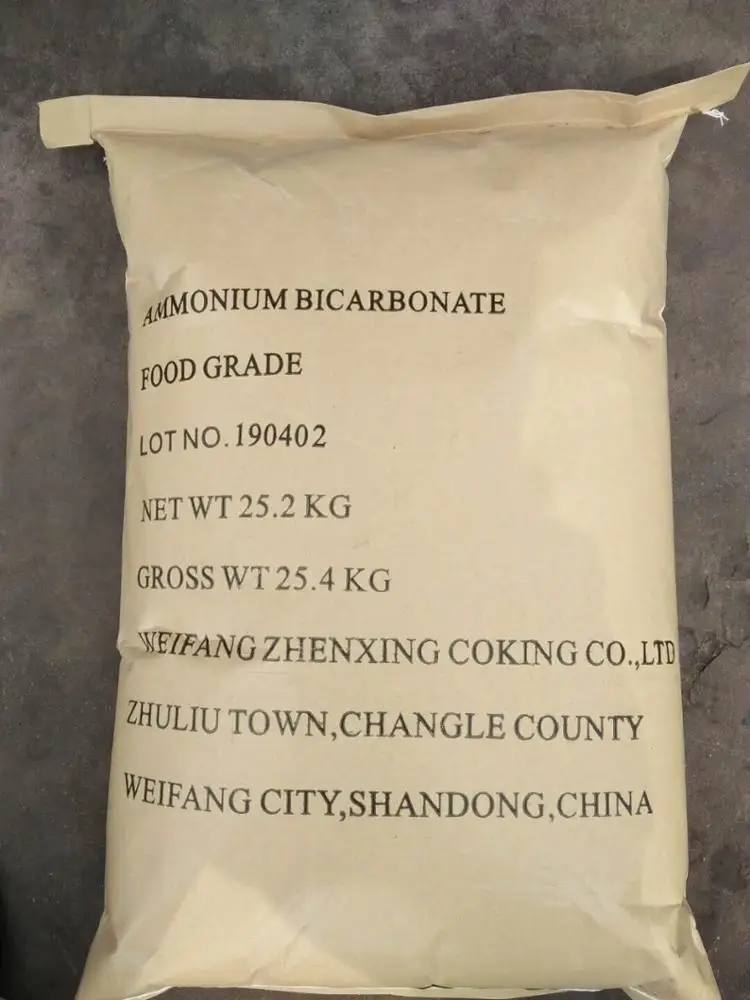 AMMONIUM BICARBONATE
FOOD GRADE
LOT NO. 190402
NET WT 25.2 KG
GROSS WT 25.4 KG
WEIFANG ZHENXING COKING CO.,LTD
ZHULIU TOWN,CHANGLE COUNTY
WEIFANG CITY,SHANDONG,CHINA